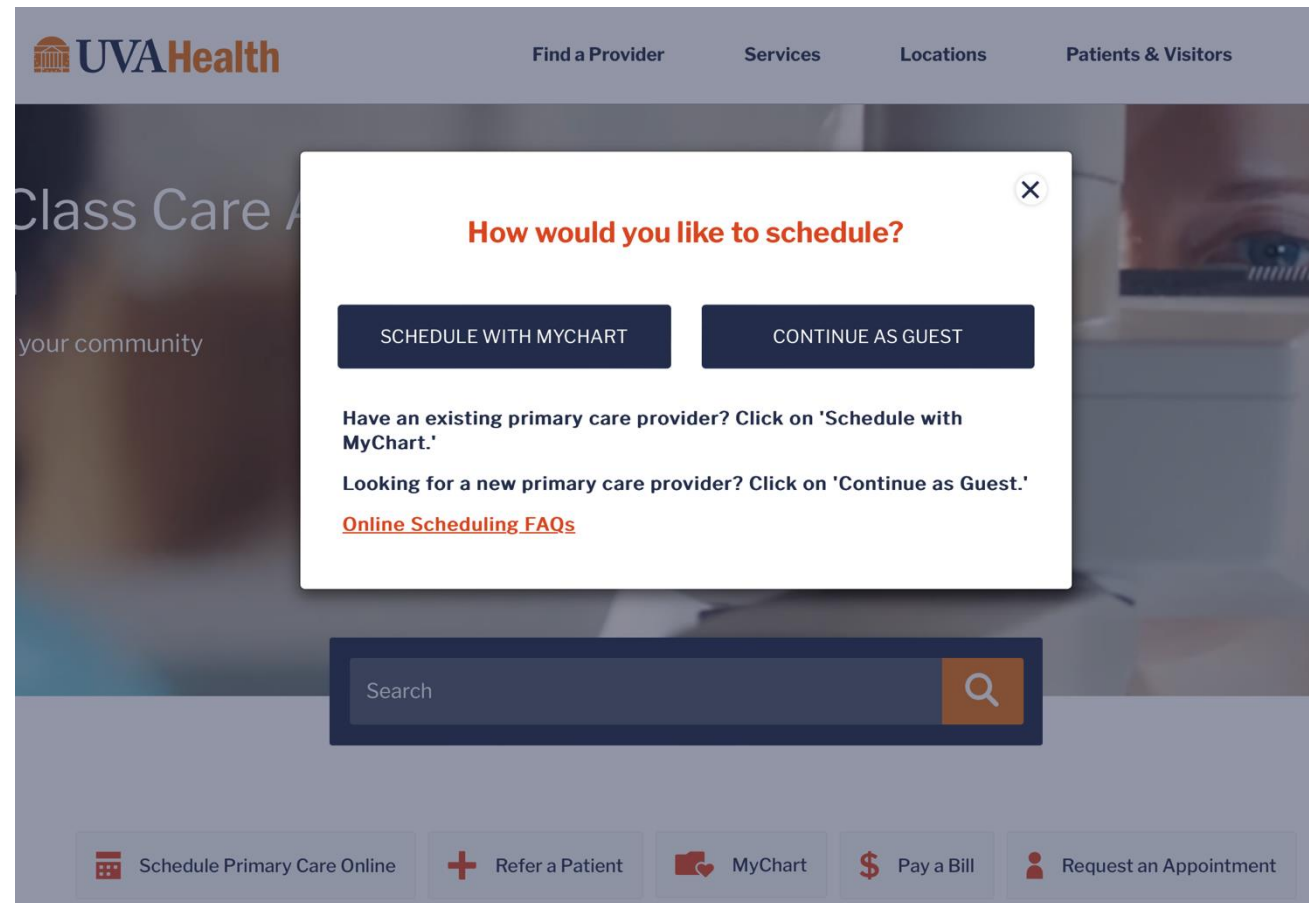 UVAHealth
Find a Provider
Services
Locations
Patients & Visitors
Class Care
your community
How would you like to schedule?
SCHEDULE WITH MYCHART
CONTINUE AS GUEST
Have an existing primary care provider? Click on 'Schedule with
MyChart.'
Looking for a new primary care provider? Click on 'Continue as Guest.'
Online Scheduling FAQs
Search
Schedule Primary Care Online
Refer a Patient
MyChart
$ Pay a Bill
Request an Appointment